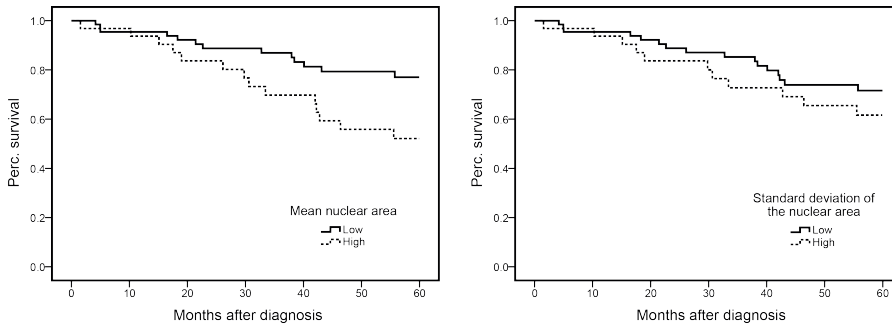 1.0
0.8
0.6
0.4
0.2
0.0
Perc. survival
Mean nuclear area
Low
High
0 10 20 30 40 50 60
Months after diagnosis
1.0
0.8
0.6
0.4
0.2
0.0
Perc. survival
Standard deviation of
the nuclear area
Low
High
0 10 20 30 40 50 60
Months after diagnosis